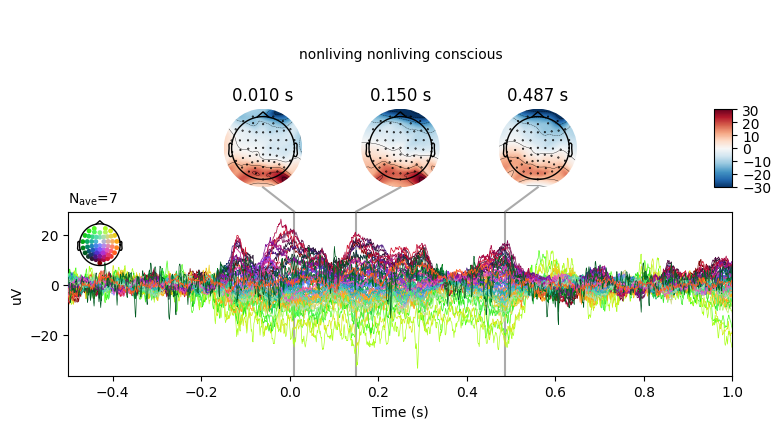 nonliving nonliving conscious
0.010 s 0.150 s 0.487 s
30
20
10
0
−10
−20
−30
Nave=7
20
0
−20
uV
−0.4 −0.2 0.0 0.2 0.4 0.6 0.8 1.0
Time (s)